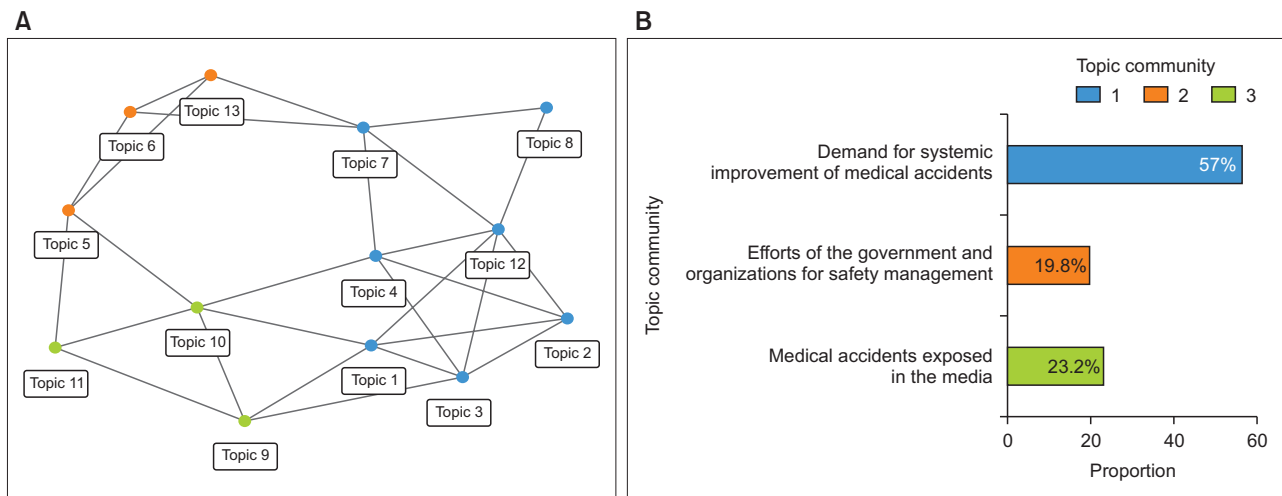 A
Topic 13
Topic 6
Topic 7
Topic 8
Topic 5
Topic 12
Topic 4
Topic 10
Topic 2
Topic 11
Topic 1
Topic 3
Topic 9
B
Topic community
1 2 3
Topic community
Demand for systemic
improvement of medical accidents
57%
Efforts of the government and
organizations for safety management
19.8%
Medical accidents exposed
in the media
23.2%
0 20 40 60
Proportion